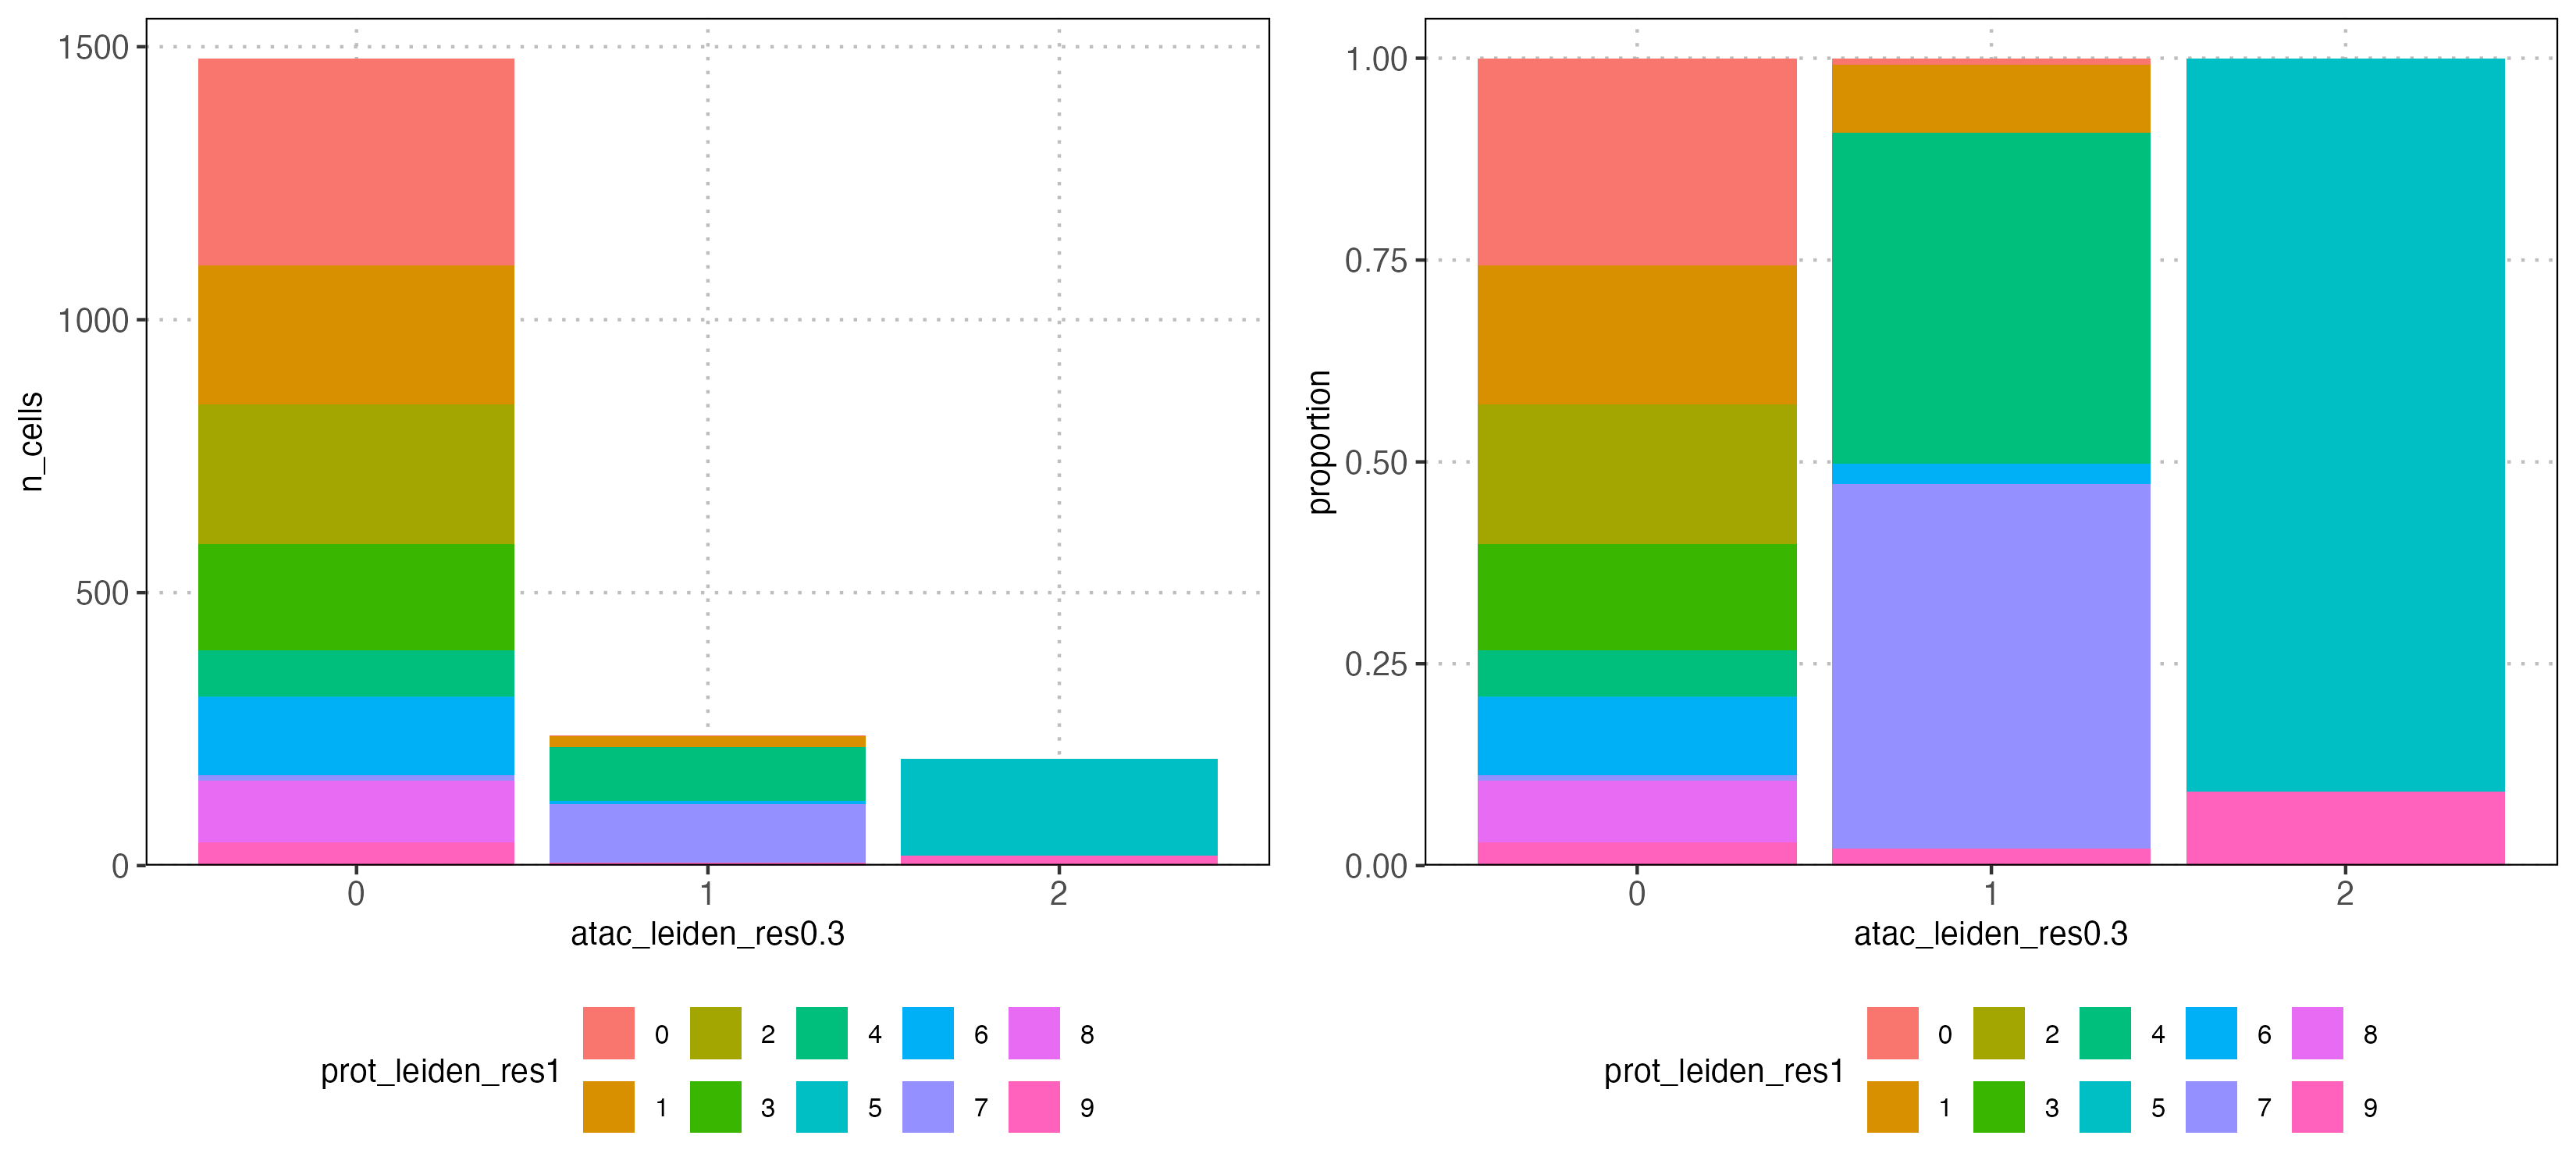 1500
1000
500
0
n_cells
0 1 2
atac_leiden_res0.3
prot_leiden_res1
0 2 4 6 8
1 3 5 7 9
1.00
0.75
0.50
0.25
0.00
proportion
0 1 2
atac_leiden_res0.3
prot_leiden_res1
0 2 4 6 8
1 3 5 7 9